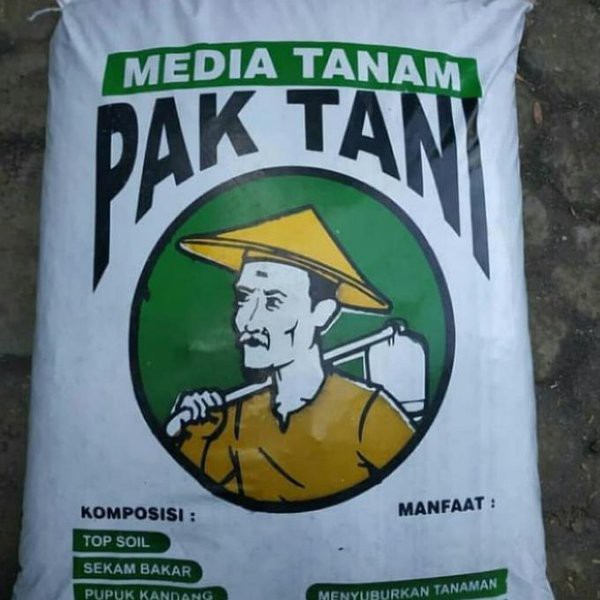 MEDIA TANAM
PAK TANI
KOMPOSISI :
MANFAAT :
TOP SOIL
SEKAM BAKAR
PUPUK KANDANG
MENYUBURKAN TANAMAN